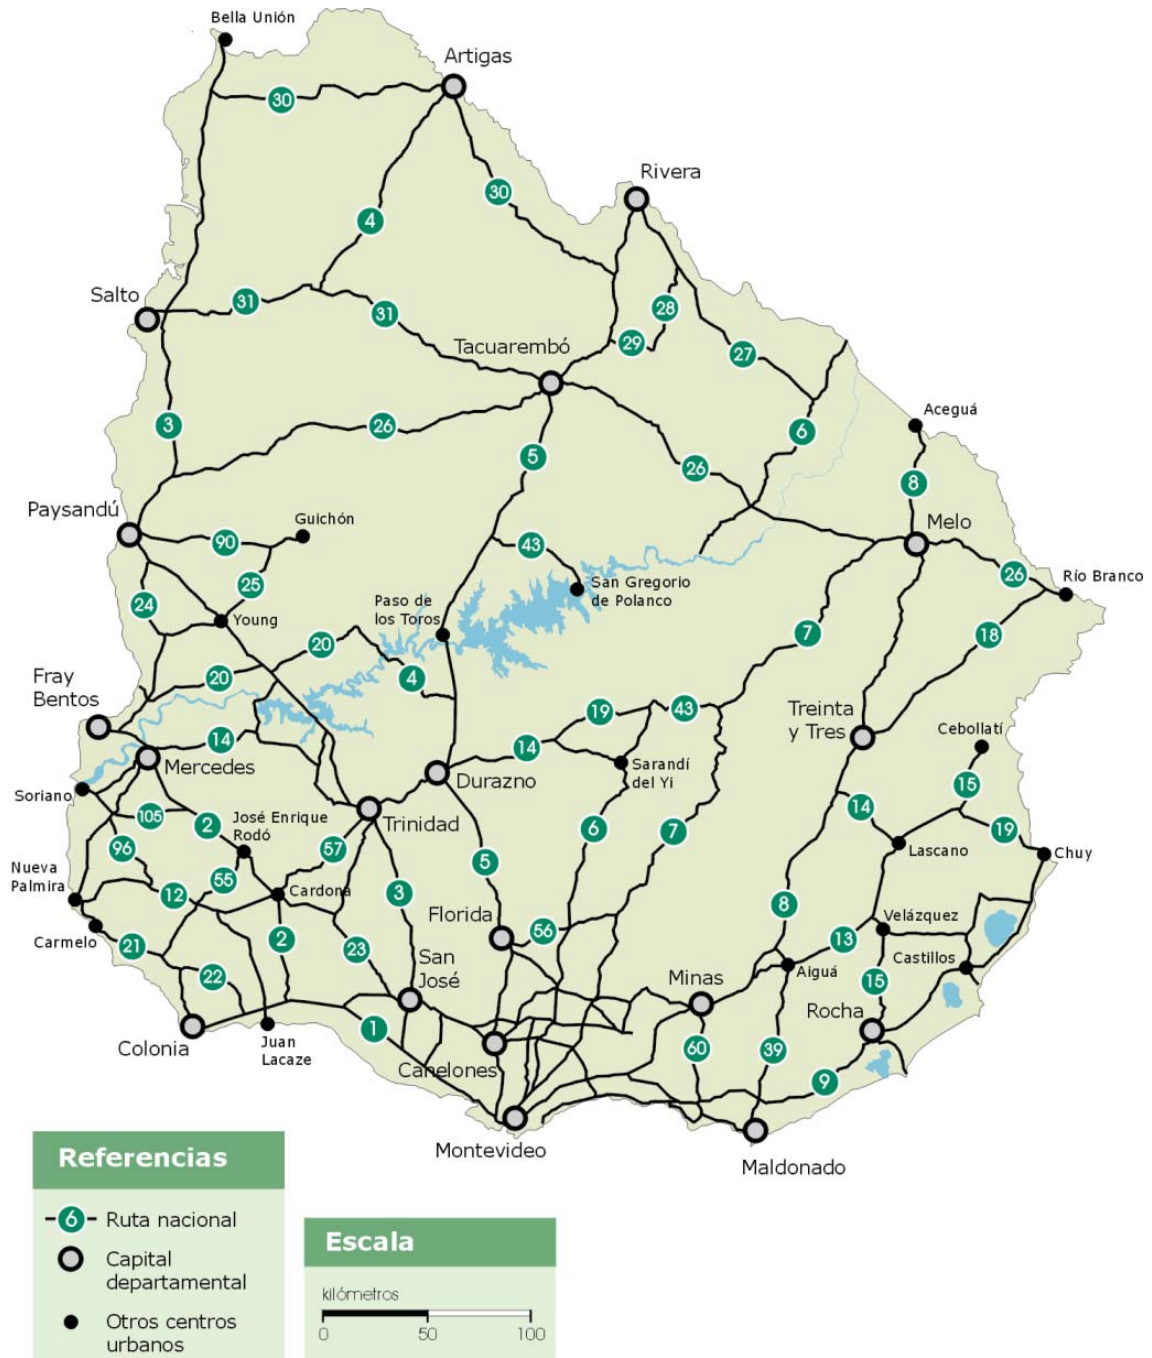 Bella Unión
Artigas
30
Rivera
30
4
Salto
31
28
31
29
Tacuarembó
27
3
26
6
Aceguá
5
26
8
Paysandú
Guichón
Melo
90
43
25
26
Río Branco
24
San Gregorio
de Polanco
Paso de
los Toros
Young
7
18
20
Fray
Bentos
20
4
19
43
Treinta
y Tres
Cebollatí
14
14
Mercedes
Durazno
Sarandí
del Yi
Soriano
15
14
105
2
José Enrique
Rodó
Trinidad
6
7
19
96
57
Lascano
Chuy
Nueva
Palmira
55
5
12
Cardona
3
8
Florida
Velázquez
Carmelo
21
2
23
56
13
22
San
José
Minas
Aiguá
Castillos
15
Rocha
Colonia
Juan
Lacaze
1
Canelones
60
39
9
Montevideo
Maldonado
Referencias
6
Ruta nacional
Capital
departamental
Otros centros
urbanos
Escala
kilómetros
0
50
100